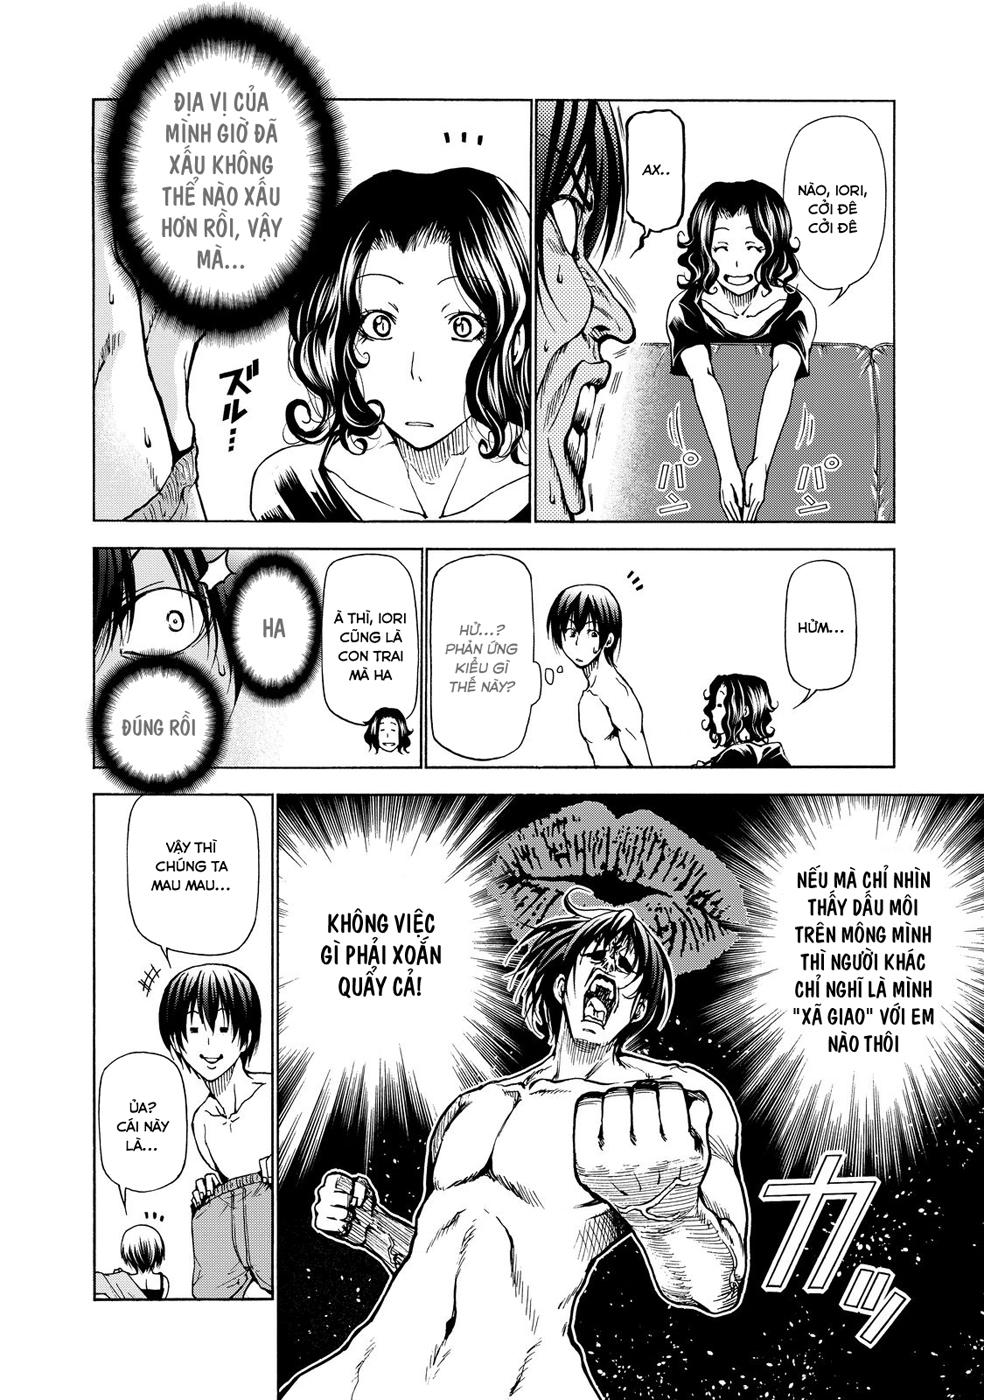 NÀO, IORI,
CỞI ĐÊ
CỞI ĐÊ
AX..
パン
パン
ĐỊA VỊ CỦA
MÌNH GIỜ ĐÃ
XẤU KHÔNG
THỂ NÀO XẤU
HƠN RỒI, VẬY
MÀ...
ズル…
HỪM...
HỬ...?
PHẢN ỨNG
KIỂU GÌ
THẾ NÀY?
À THÌ, IORI
CŨNG LÀ
CON TRAI
MÀ HA
HA
ĐÚNG RỒI
NẾU MÀ CHỈ NHÌN
THẤY DẤU MÔI
TRÊN MÔNG MÌNH
THÌ NGƯỜI KHÁC
CHỈ NGHĨ LÀ MÌNH
"XÃ GIAO" VỚI EM
NÀO THÔI
KHÔNG VIỆC
GÌ PHẢI XOẮN
QUẨY CẢ!
カッ
VẬY THÌ
CHÚNG TA
MAU MAU...
ỦA?
CÁI NÀY
LÀ...